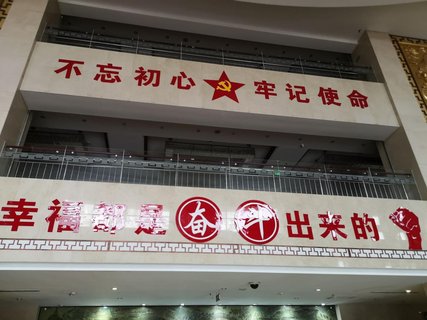 不忘初心 牢记使命
幸福都是奋斗出来的